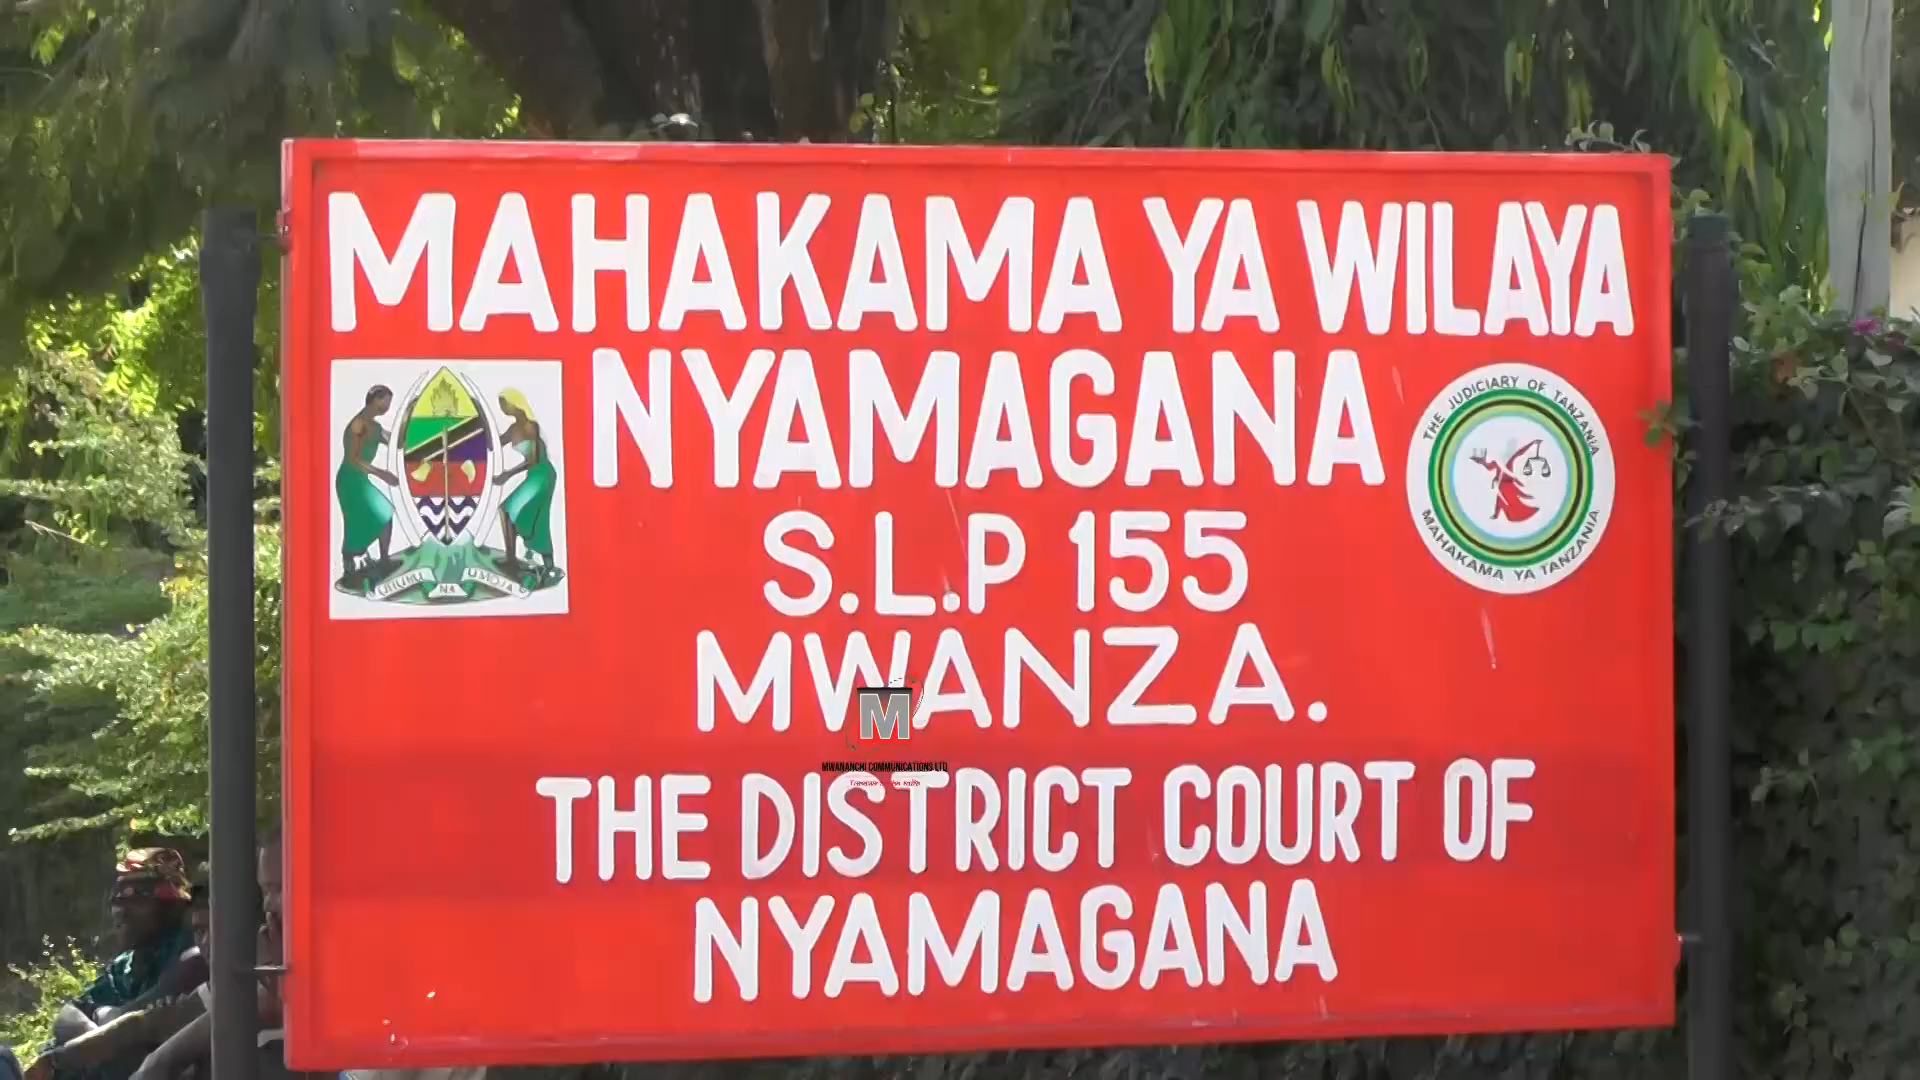 MAHAKAMA YA WILAYA
NYAMAGANA
S.L.P 155
MWANZA.
THE DISTRICT COURT OF
NYAMAGANA
UHURU NA UMOJA
THE JUDICIARY OF TANZANIA
MAHAKAMA YA TANZANIA
M
MWANANCHI COMMUNICATIONS LTD